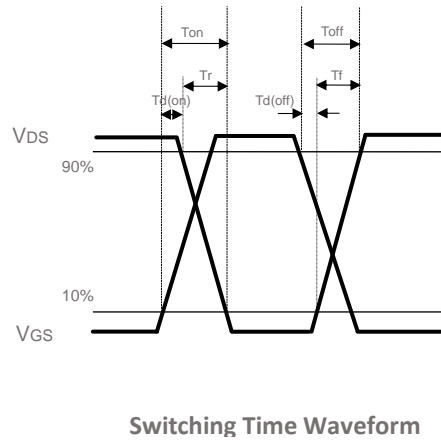 Ton
Toff
Tr
Tf
Td(on)
Td(off)
VDS
90%
10%
VGS
Switching Time Waveform